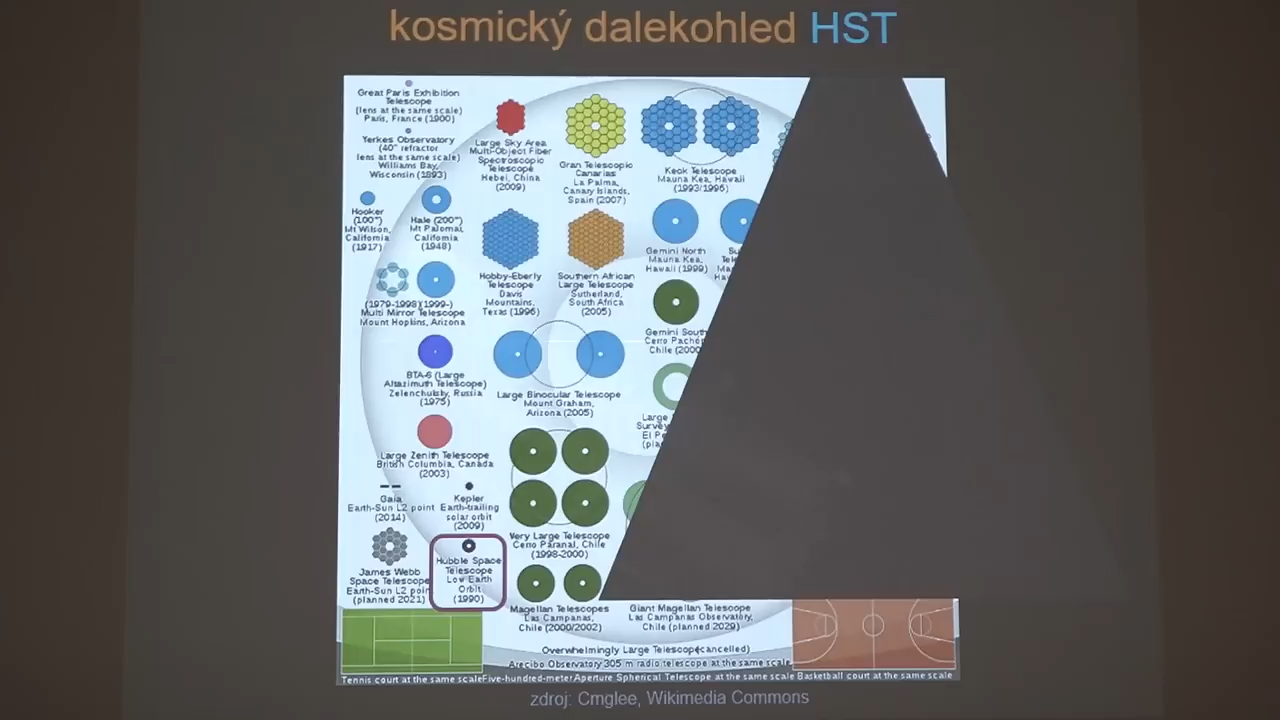 kosmický dalekohled HST
Great Paris Exhibition
Telescope
(lens at the same scale)
Paris, France (1900)
Yerkes Observatory
(40" refractor
lens at the same scale)
Williams Bay,
Wisconsin (1893)
Large Sky Area
Multi-Object Fiber
Spectroscopic
Telescope
Hebei, China
(2009)
Gran Telescopio
Canarias
La Palma,
Canary Islands,
Spain (2007)
Keck Telescope
Mauna Kea, Hawaii
(1993/1996)
Hooker
(100")
Mt Wilson,
California
(1917)
Hale (200")
Mt Palomar,
California
(1948)
Hobby-Eberly
Telescope
Davis
Mountains,
Texas (1996)
Southern African
Large Telescope
Sutherland,
South Africa
(2005)
Gemini North
Mauna Kea,
Hawaii (1999)
(1979-1998)(1999-)
Multi Mirror Telescope
Mount Hopkins, Arizona
Gemini South
Cerro Pachón
Chile (2000
BTA-6 (Large
Altazimuth Telescope)
Zelenchuksky, Russia
(1975)
Large Binocular Telescope
Mount Graham,
Arizona (2005)
Large
Survey
El Pe
(pla
Large Zenith Telescope
British Columbia, Canada
(2003)
Gaia
Earth-Sun L2 point
(2014)
Kepler
Earth-trailing
solar orbit
(2009)
Very Large Telescope
Cerro Paranal, Chile
(1998-2000)
James Webb
Space Telescope
Earth-Sun L2 point
(planned 2021)
Hubble Space
Telescope
Low Earth
Orbit
(1990)
Magellan Telescopes
Las Campanas,
Chile (2000/2002)
Giant Magellan Telescope
Las Campanas Observatory,
Chile (planned 2029)
Overwhelmingly Large Telescope (cancelled)
Arecibo Observatory 305 m radio telescope at the same scale
Tennis court at the same scale
Five-hundred-meter Aperture Spherical Telescope at the same scale
Basketball court at the same scale
zdroj: Cmglee, Wikimedia Commons